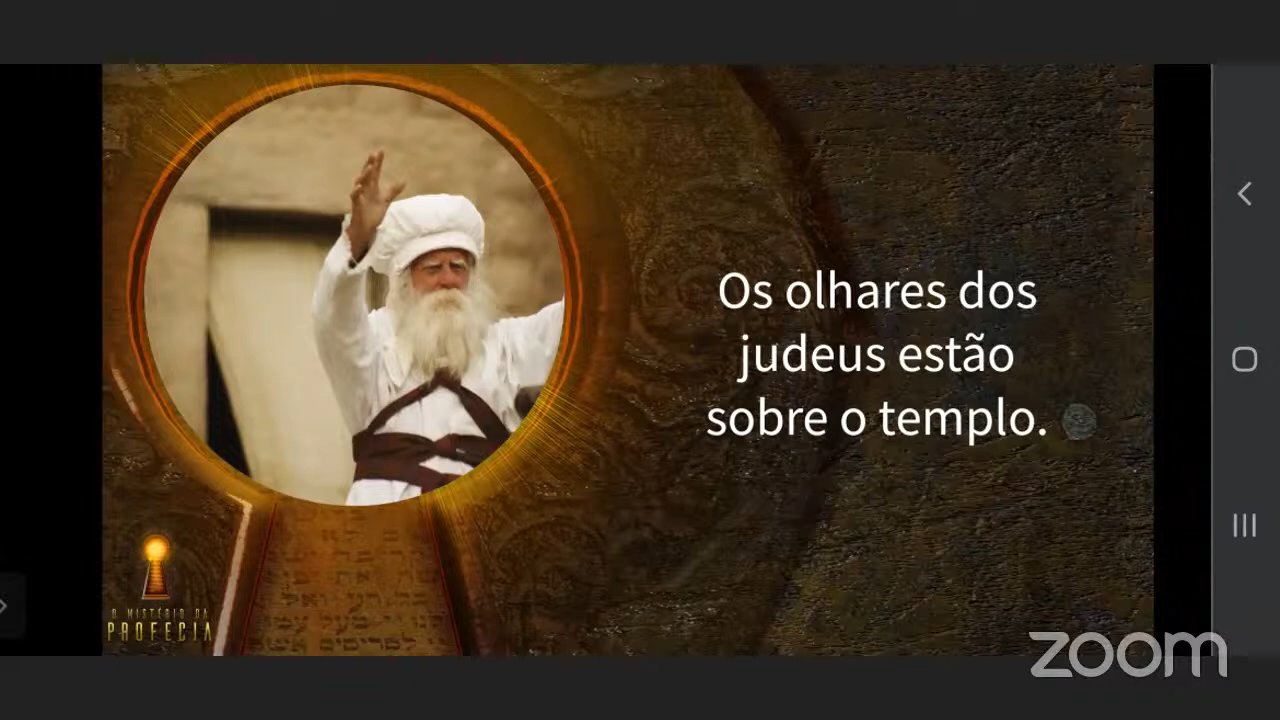 Os olhares dos
judeus estão
sobre o templo.
O MISTÉRIO DA
PROFECIA
zoom